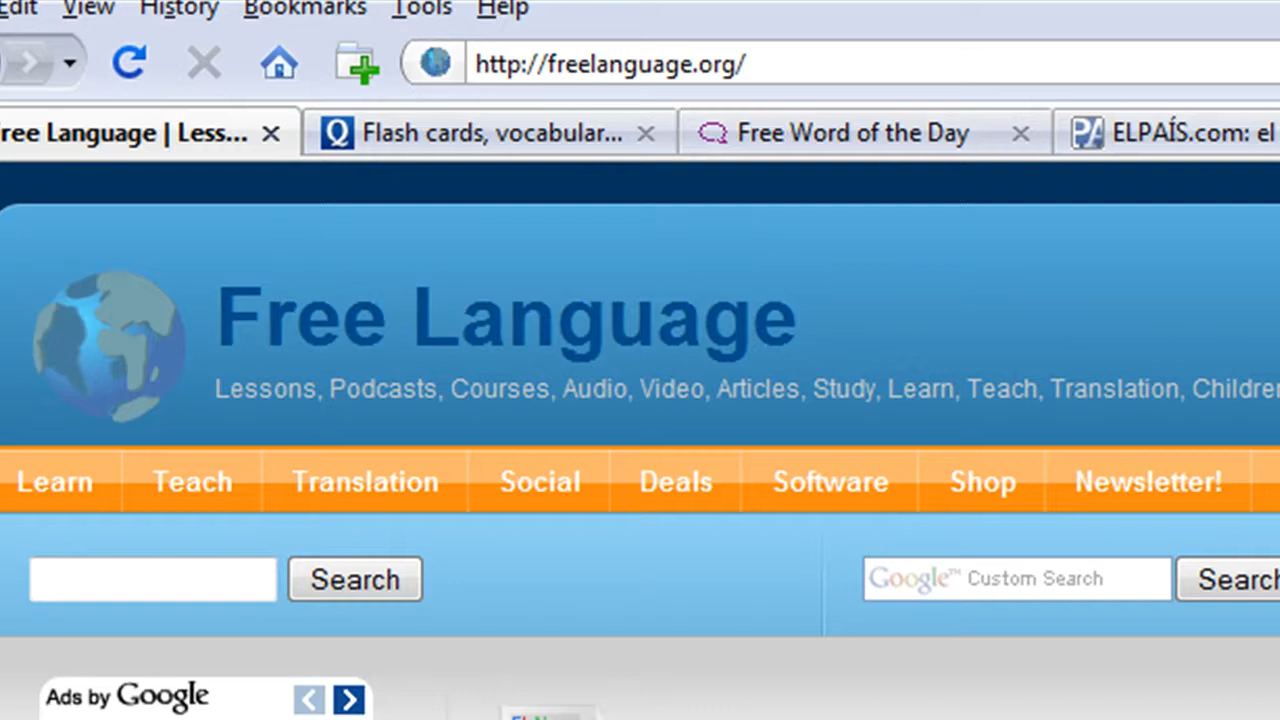 Edit View History Bookmarks Tools Help
http://freelanguage.org/
Free Language | Less... Flash cards, vocabular... Free Word of the Day ELPAÍS.com: el
Free Language
Lessons, Podcasts, Courses, Audio, Video, Articles, Study, Learn, Teach, Translation, Children
Learn Teach Translation Social Deals Software Shop Newsletter!
Search Google™ Custom Search Search
Ads by Google